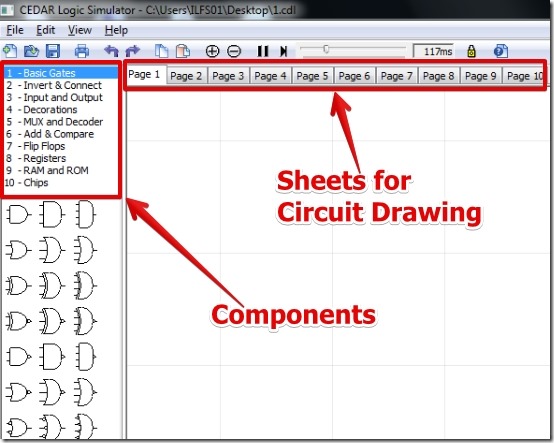 CEDAR Logic Simulator - C:\Users\ILFS01\Desktop\1.cdl
File Edit View Help
117ms
Page 1 Page 2 Page 3 Page 4 Page 5 Page 6 Page 7 Page 8 Page 9 Page 10
1 - Basic Gates
2 - Invert & Connect
3 - Input and Output
4 - Decorations
5 - MUX and Decoder
6 - Add & Compare
7 - Flip Flops
8 - Registers
9 - RAM and ROM
10 - Chips
Sheets for
Circuit Drawing
Components